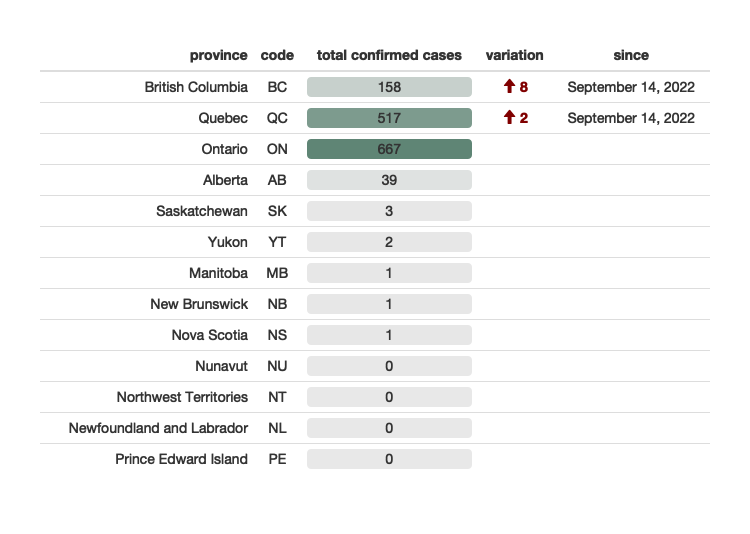 province code total confirmed cases variation since
British Columbia BC 158 ↑ 8 September 14, 2022
Quebec QC 517 ↑ 2 September 14, 2022
Ontario ON 667
Alberta AB 39
Saskatchewan SK 3
Yukon YT 2
Manitoba MB 1
New Brunswick NB 1
Nova Scotia NS 1
Nunavut NU 0
Northwest Territories NT 0
Newfoundland and Labrador NL 0
Prince Edward Island PE 0